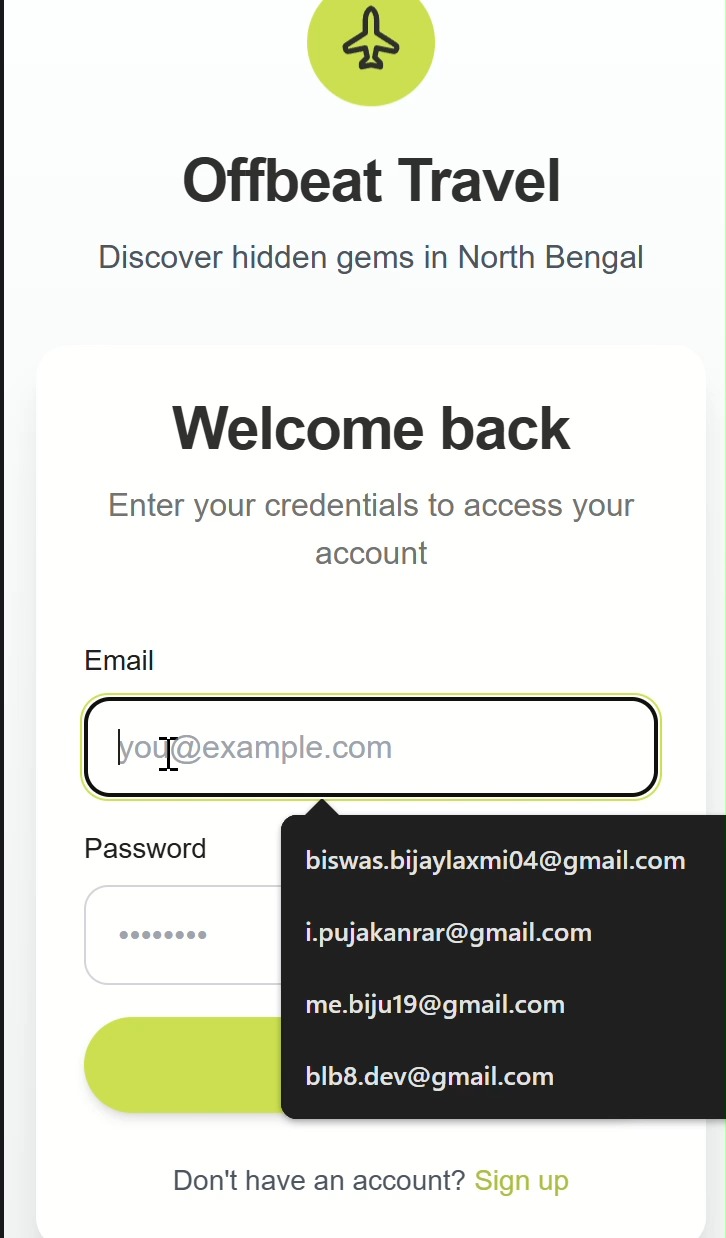 Offbeat Travel
Discover hidden gems in North Bengal
Welcome back
Enter your credentials to access your
account
Email
you@example.com
Password
biswas.bijaylaxmi04@gmail.com
i.pujakanrar@gmail.com
me.biju19@gmail.com
blb8.dev@gmail.com
Don't have an account? Sign up